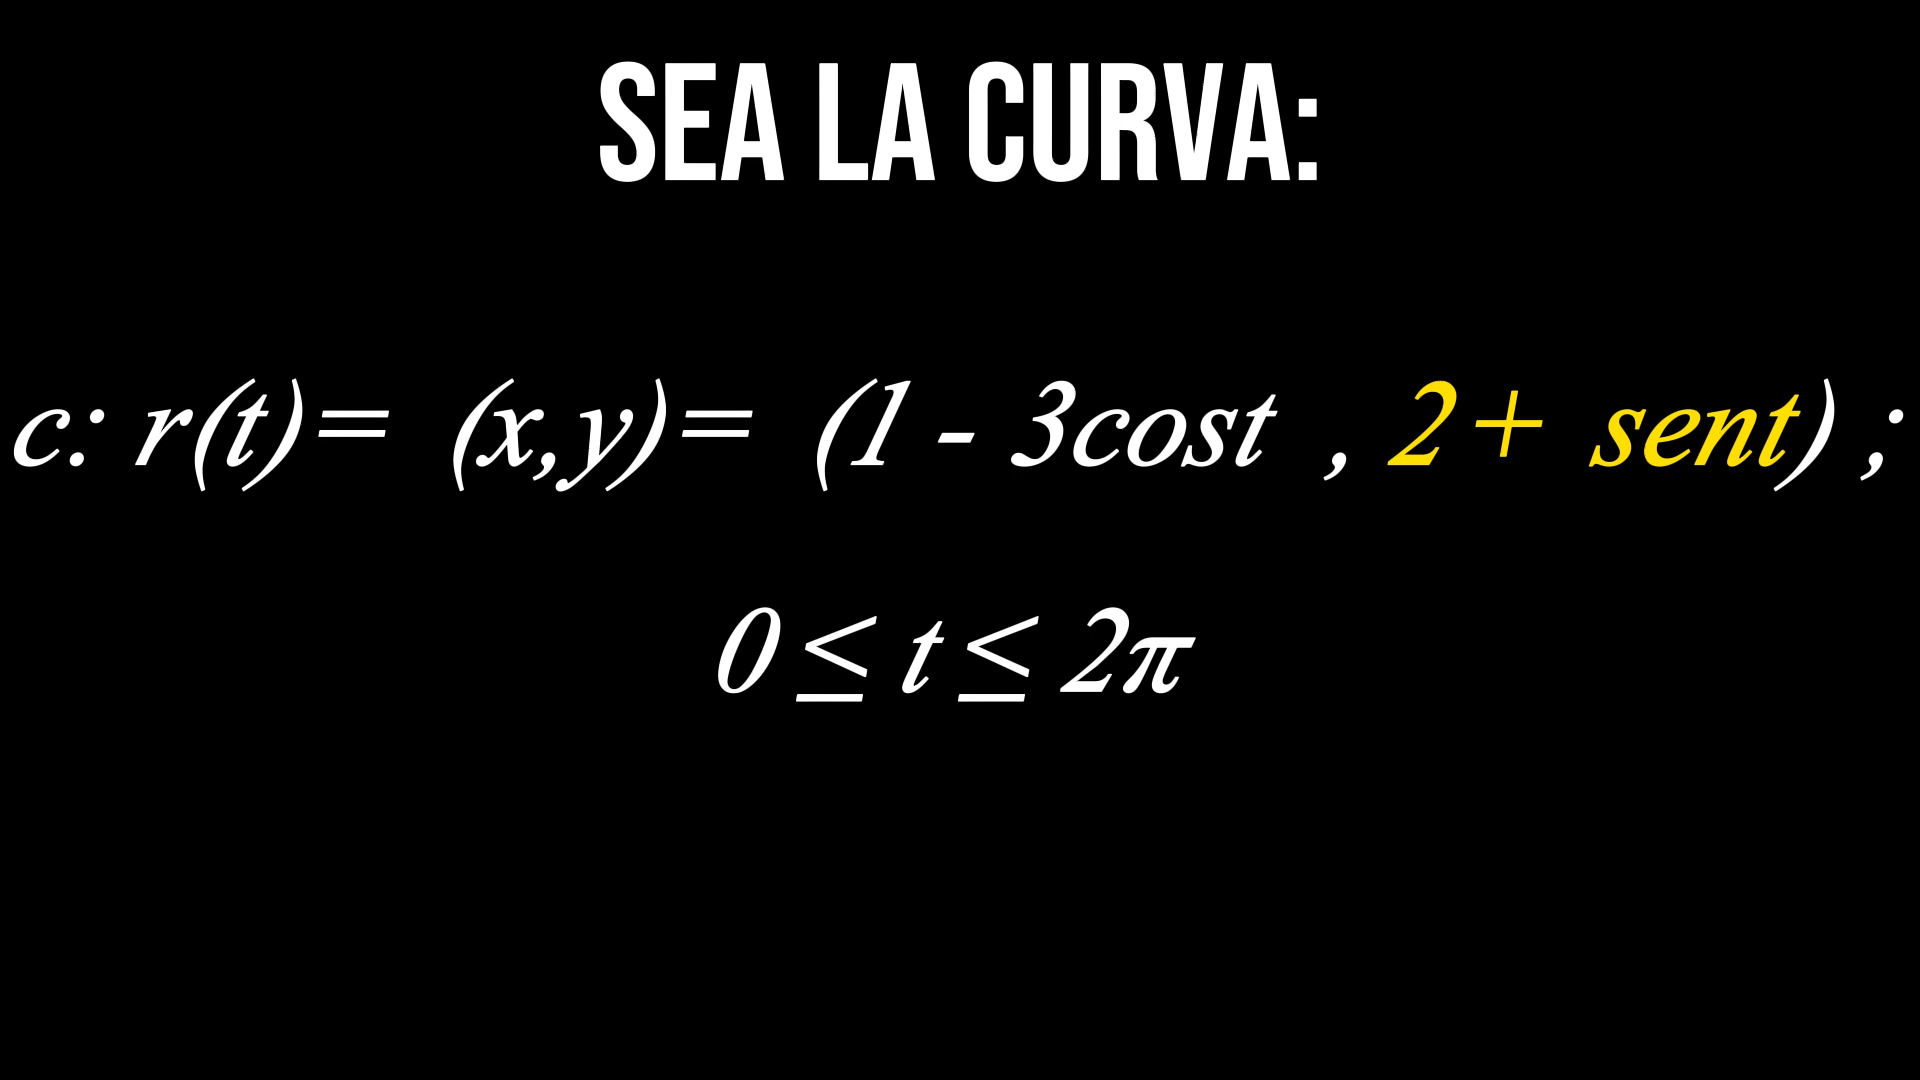 SEA LA CURVA:
c: r(t)= (x,y)= (1 - 3cost , 2+ sent) ;
0 ≤ t ≤ 2π